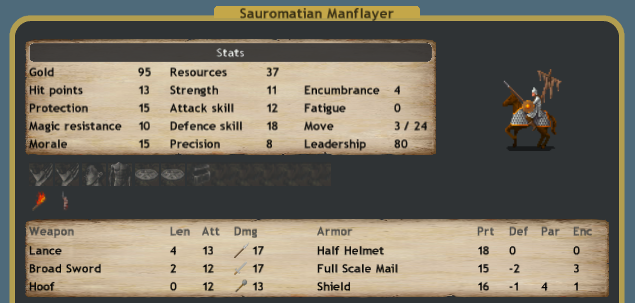 Sauromatian Manflayer
Stats
Gold 95 Resources 37
Hit points 13 Strength 11 Encumbrance 4
Protection 15 Attack skill 12 Fatigue 0
Magic resistance 10 Defence skill 18 Move 3 / 24
Morale 15 Precision 8 Leadership 80
Weapon Len Att Dmg Armor Prt Def Par Enc
Lance 4 13 17 Half Helmet 18 0 0
Broad Sword 2 12 17 Full Scale Mail 15 -2 3
Hoof 0 12 13 Shield 16 -1 4 1